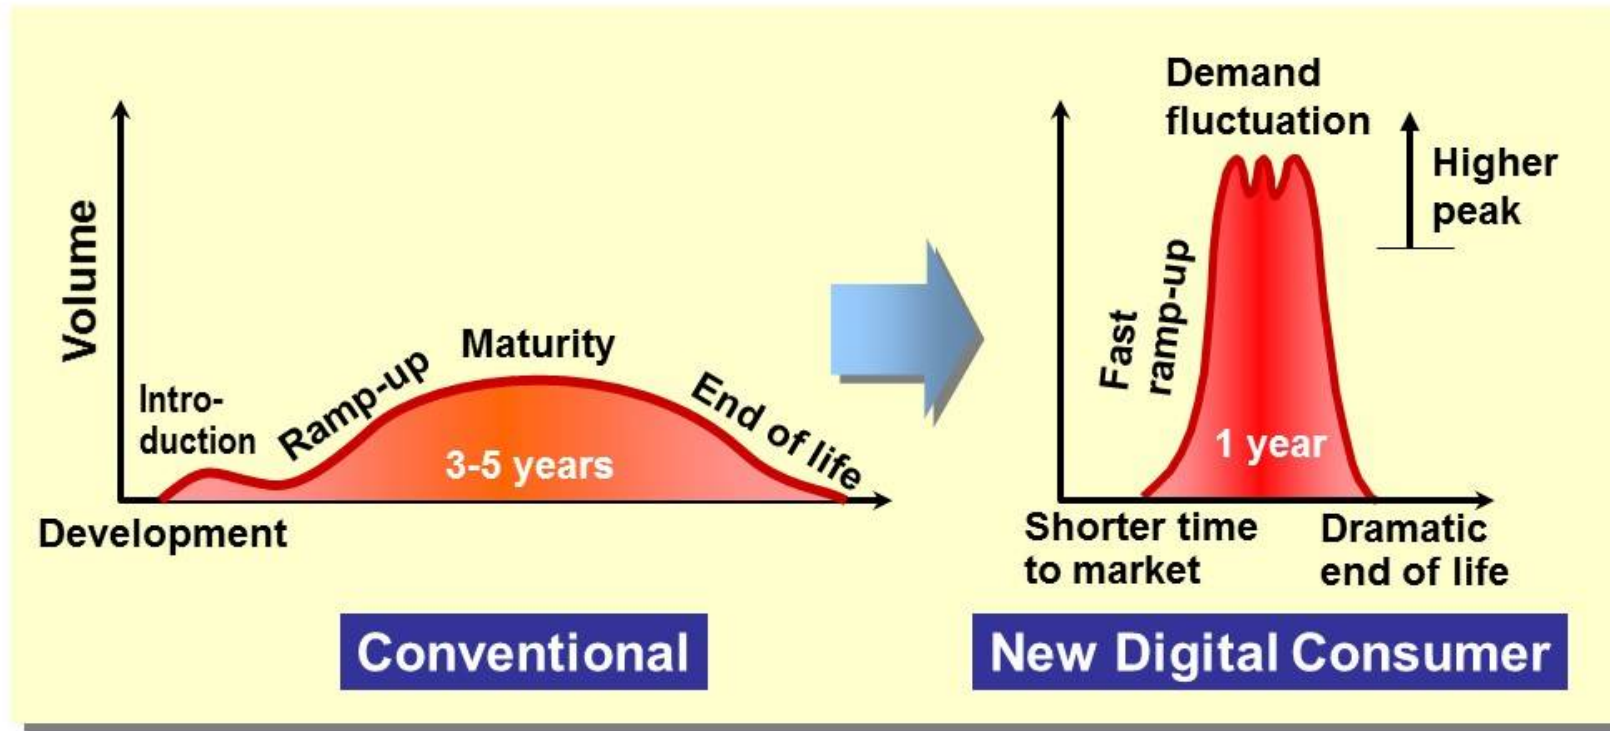 Volume
Intro-
duction
Ramp-up
Maturity
End of life
3-5 years
Development
Conventional
Demand
fluctuation
Higher
peak
Fast
ramp-up
1 year
Shorter time
to market
Dramatic
end of life
New Digital Consumer